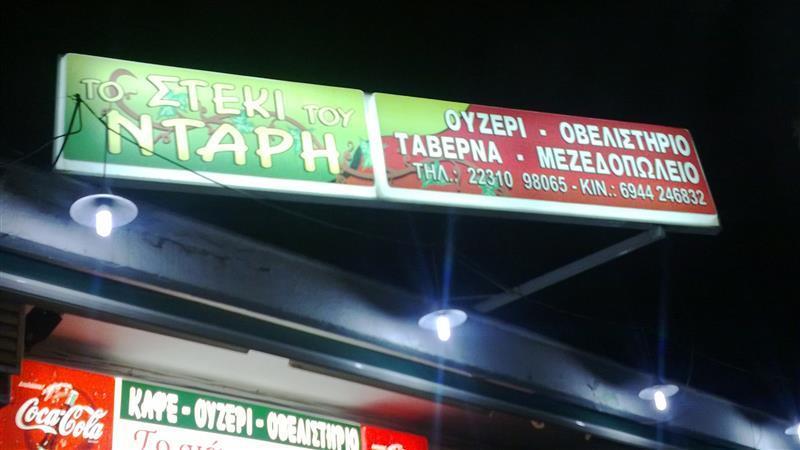 ΤΟ ΣΤΕΚΙ ΤΟΥ
ΝΤΑΡΗ
ΟΥΖΕΡΙ - ΟΒΕΛΙΣΤΗΡΙΟ
ΤΑΒΕΡΝΑ - ΜΕΖΕΔΟΠΩΛΕΙΟ
ΤΗΛ.: 22310 98065 - ΚΙΝ.: 6944 246832
Coca-Cola
ΚΑΦΕ - ΟΥΖΕΡΙ - ΟΒΕΛΙΣΤΗΡΙΟ
Το